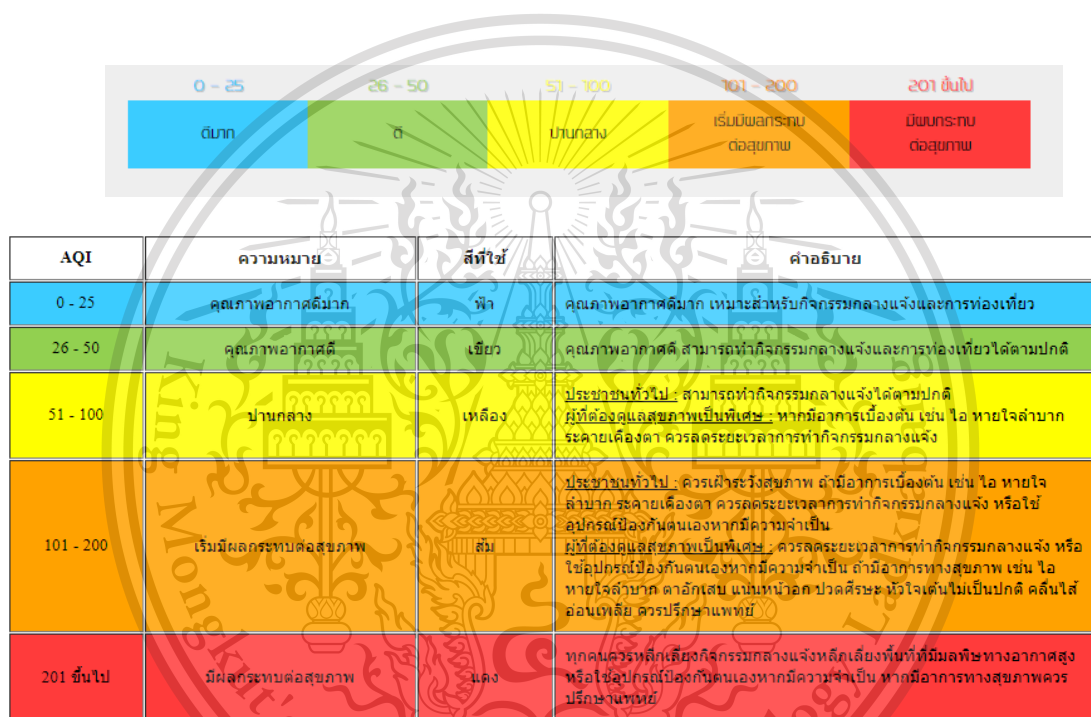 0 - 25 26 - 50 51 - 100 101 - 200 201 ขึ้นไป
ดีมาก ดี ปานกลาง เริ่มมีผลกระทบ
ต่อสุขภาพ มีผบกระทบ
ต่อสุขภาพ
AQI ความหมาย สีที่ใช้ คำอธิบาย
0 - 25 คุณภาพอากาศดีมาก ฟ้า คุณภาพอากาศดีมาก เหมาะสำหรับกิจกรรมกลางแจ้งและการท่องเที่ยว
26 - 50 คุณภาพอากาศดี เขียว คุณภาพอากาศดี สามารถทำกิจกรรมกลางแจ้งและการท่องเที่ยวได้ตามปกติ
51 - 100 ปานกลาง เหลือง ประชาชนทั่วไป : สามารถทำกิจกรรมกลางแจ้งได้ตามปกติ
ผู้ที่ต้องดูแลสุขภาพเป็นพิเศษ : หากมีอาการเบื้องต้น เช่น ไอ หายใจลำบาก
ระคายเคืองตา ควรลดระยะเวลาการทำกิจกรรมกลางแจ้ง
101 - 200 เริ่มมีผลกระทบต่อสุขภาพ ส้ม ประชาชนทั่วไป : ควรเฝ้าระวังสุขภาพ ถ้ามีอาการเบื้องต้น เช่น ไอ หายใจ
ลำบาก ระคายเคืองตา ควรลดระยะเวลาการทำกิจกรรมกลางแจ้ง หรือใช้
อุปกรณ์ป้องกันตนเองหากมีความจำเป็น
ผู้ที่ต้องดูแลสุขภาพเป็นพิเศษ : ควรลดระยะเวลาการทำกิจกรรมกลางแจ้ง หรือ
ใช้อุปกรณ์ป้องกันตนเองหากมีความจำเป็น ถ้ามีอาการทางสุขภาพ เช่น ไอ
หายใจลำบาก ตาอักเสบ แน่นหน้าอก ปวดศีรษะ หัวใจเต้นไม่เป็นปกติ คลื่นไส้
อ่อนเพลีย ควรปรึกษาแพทย์
201 ขึ้นไป มีผลกระทบต่อสุขภาพ แดง ทุกคนควรหลีกเลี่ยงกิจกรรมกลางแจ้งหลีกเลี่ยงพื้นที่ที่มีมลพิษทางอากาศสูง
หรือใช้อุปกรณ์ป้องกันตนเองหากมีความจำเป็น หากมีอาการทางสุขภาพควร
ปรึกษาแพทย์
King Mongkut's Ladkrabang